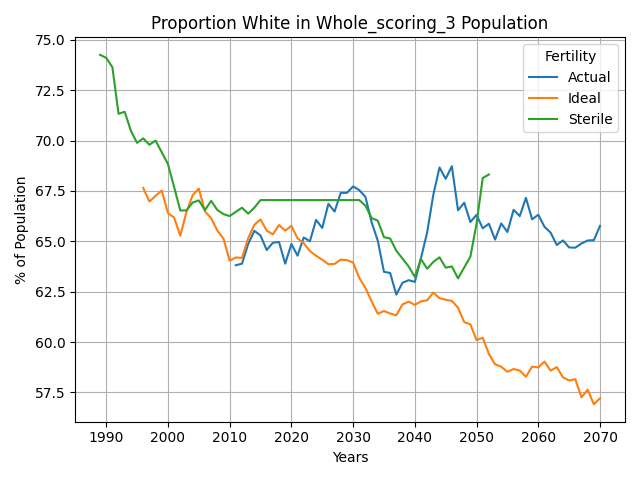 Proportion White in Whole_scoring_3 Population
% of Population
75.0
72.5
70.0
67.5
65.0
62.5
60.0
57.5
Fertility
Actual
Ideal
Sterile
1990 2000 2010 2020 2030 2040 2050 2060 2070
Years